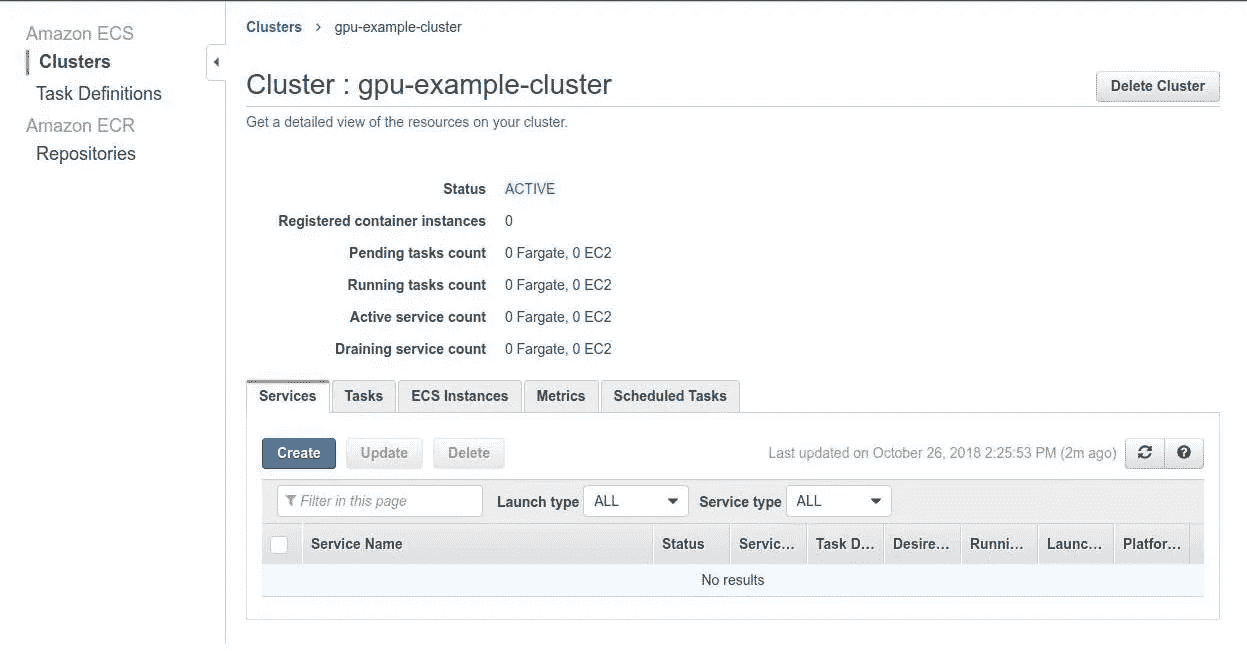 Amazon ECS
Clusters
Task Definitions
Amazon ECR
Repositories
Clusters > gpu-example-cluster
Cluster : gpu-example-cluster
Delete Cluster
Get a detailed view of the resources on your cluster.
Status ACTIVE
Registered container instances 0
Pending tasks count 0 Fargate, 0 EC2
Running tasks count 0 Fargate, 0 EC2
Active service count 0 Fargate, 0 EC2
Draining service count 0 Fargate, 0 EC2
Services Tasks ECS Instances Metrics Scheduled Tasks
Create Update Delete Last updated on October 26, 2018 2:25:53 PM (2m ago) ?
Filter in this page Launch type ALL Service type ALL
Service Name Status Servic... Task D... Desire... Runni... Launc... Platfor...
No results